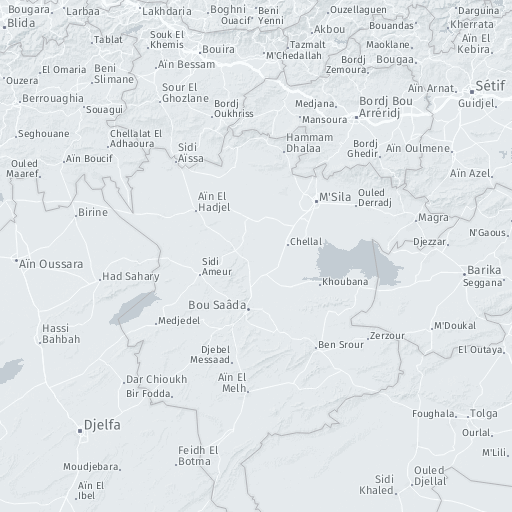 Bougara
Larbaa
Lakhdaria
Boghni
Beni
Yenni
Ouzellaguen
Darguina
Blida
Ouacif
Akbou
Bouandas
Kherrata
Tablat
Souk El
Khemis
Bouira
Tazmalt
Maoklane
Aïn El
Kebira
M'Chedallah
Bordj
Zemoura
Bougaa
El Omaria
Beni
Slimane
Aïn Bessam
Ouzera
Aïn Arnat
Sétif
Sour El
Ghozlane
Berrouaghia
Souagui
Bordj
Oukhriss
Medjana
Bordj Bou
Arréridj
Guidjel
Mansoura
Seghouane
Chellalat El
Adhaoura
Sidi
Aïssa
Hammam
Dhalaa
Bordj
Ghedir
Aïn Oulmene
Ouled
Maaref
Aïn Boucif
Aïn Azel
Aïn El
Hadjel
M'Sila
Ouled
Derradj
Birine
Magra
Chellal
Djezzar
N'Gaous
Aïn Oussara
Sidi
Ameur
Had Sahary
Khoubana
Barika
Seggana
Bou Saâda
Medjedel
Hassi
Bahbah
M'Doukal
Zerzour
Djebel
Messaad
Ben Srour
El Outaya
Dar Chioukh
Aïn El
Melh
Bir Fodda
Djelfa
Foughala
Tolga
Ourlal
Feidh El
Botma
M'Lili
Moudjebara
Ouled
Djellal
Aïn El
Ibel
Sidi
Khaled